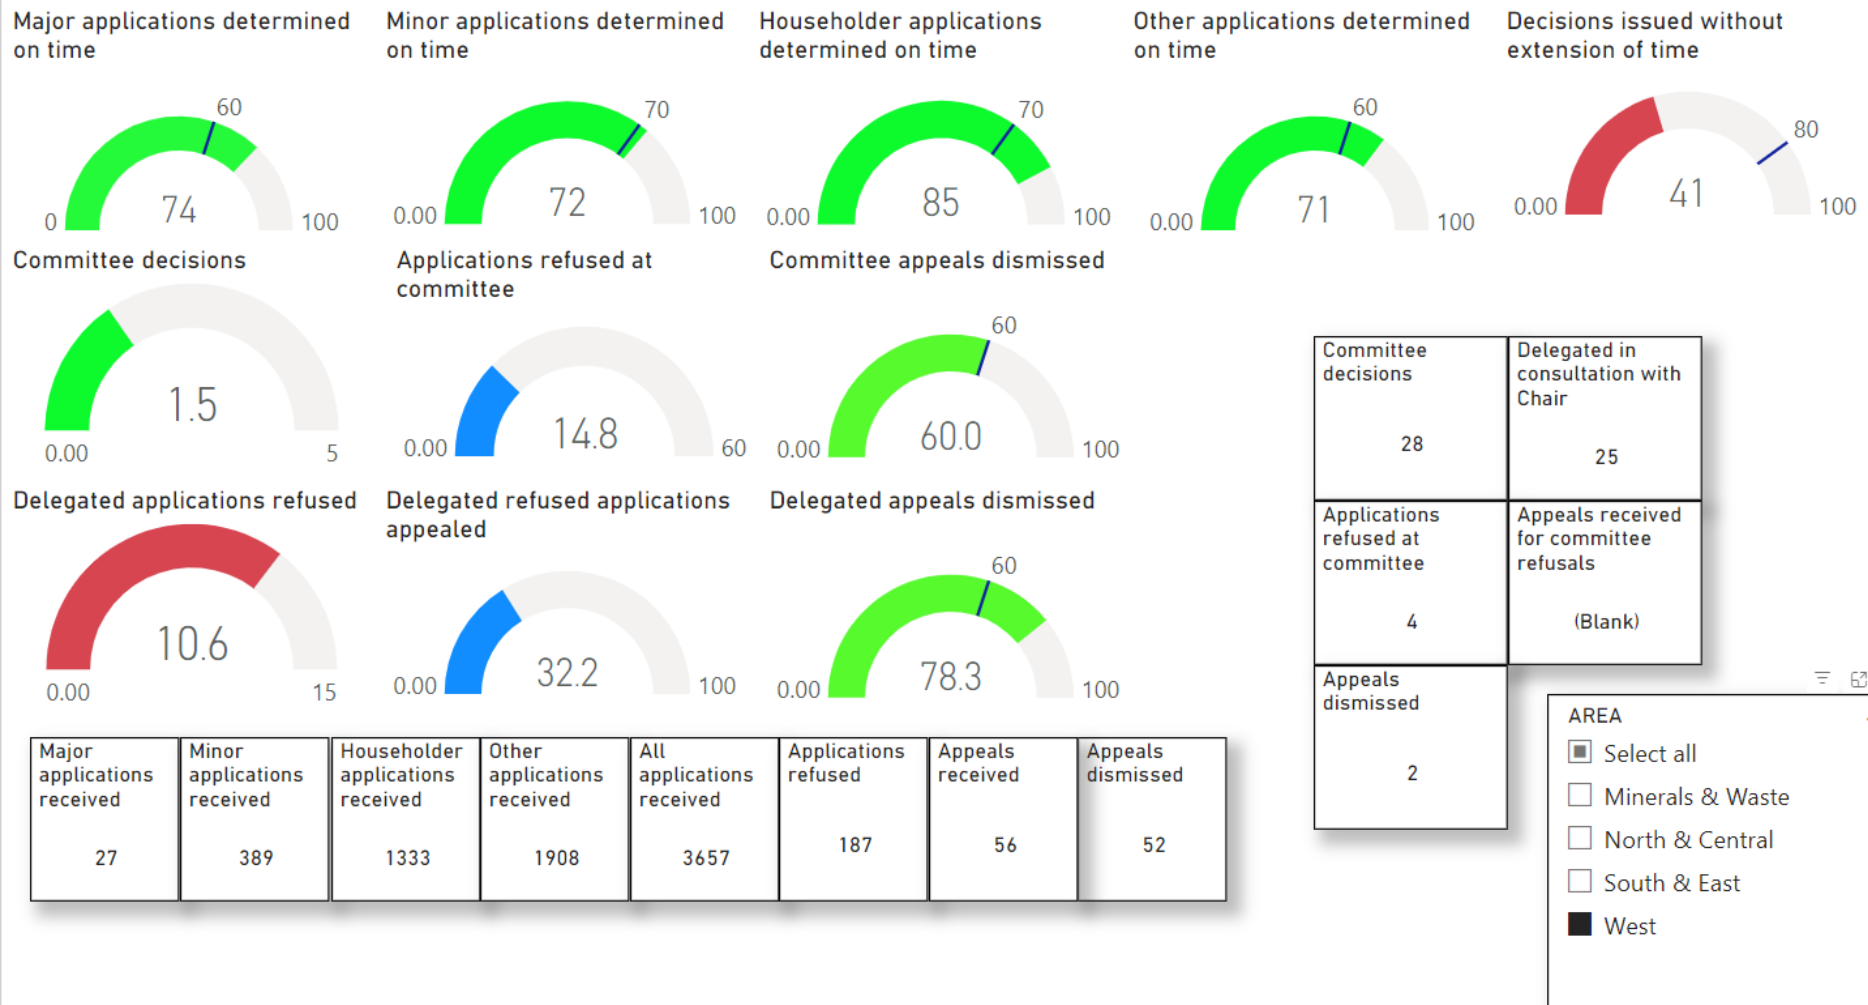 Major applications determined
on time
Minor applications determined
on time
Householder applications
determined on time
Other applications determined
on time
Decisions issued without
extension of time
60
74
0
100
70
72
0.00
100
70
85
0.00
100
60
71
0.00
100
80
41
0.00
100
Committee decisions
Applications refused at
committee
Committee appeals dismissed
1.5
0.00
5
14.8
0.00
60
60
60.0
0.00
100
Delegated applications refused
Delegated refused applications
appealed
Delegated appeals dismissed
10.6
0.00
15
32.2
0.00
100
60
78.3
0.00
100
Committee
decisions
28
Delegated in
consultation with
Chair
25
Applications
refused at
committee
4
Appeals received
for committee
refusals
(Blank)
Appeals
dismissed
2
Major
applications
received
27
Minor
applications
received
389
Householder
applications
received
1333
Other
applications
received
1908
All
applications
received
3657
Applications
refused
187
Appeals
received
56
Appeals
dismissed
52
AREA
Select all
Minerals & Waste
North & Central
South & East
West